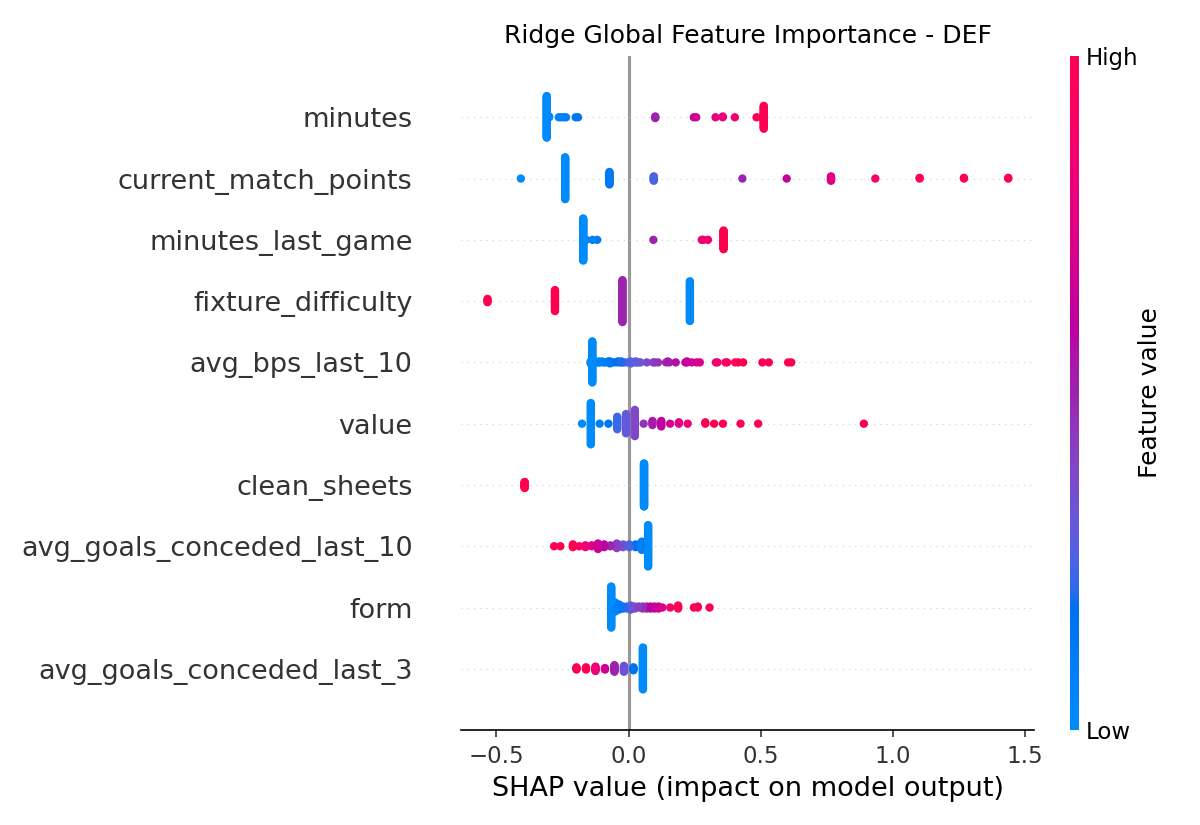 Ridge Global Feature Importance - DEF
High
minutes
current_match_points
minutes_last_game
fixture_difficulty
avg_bps_last_10
value
clean_sheets
avg_goals_conceded_last_10
form
avg_goals_conceded_last_3
Feature value
Low
−0.5 0.0 0.5 1.0 1.5
SHAP value (impact on model output)